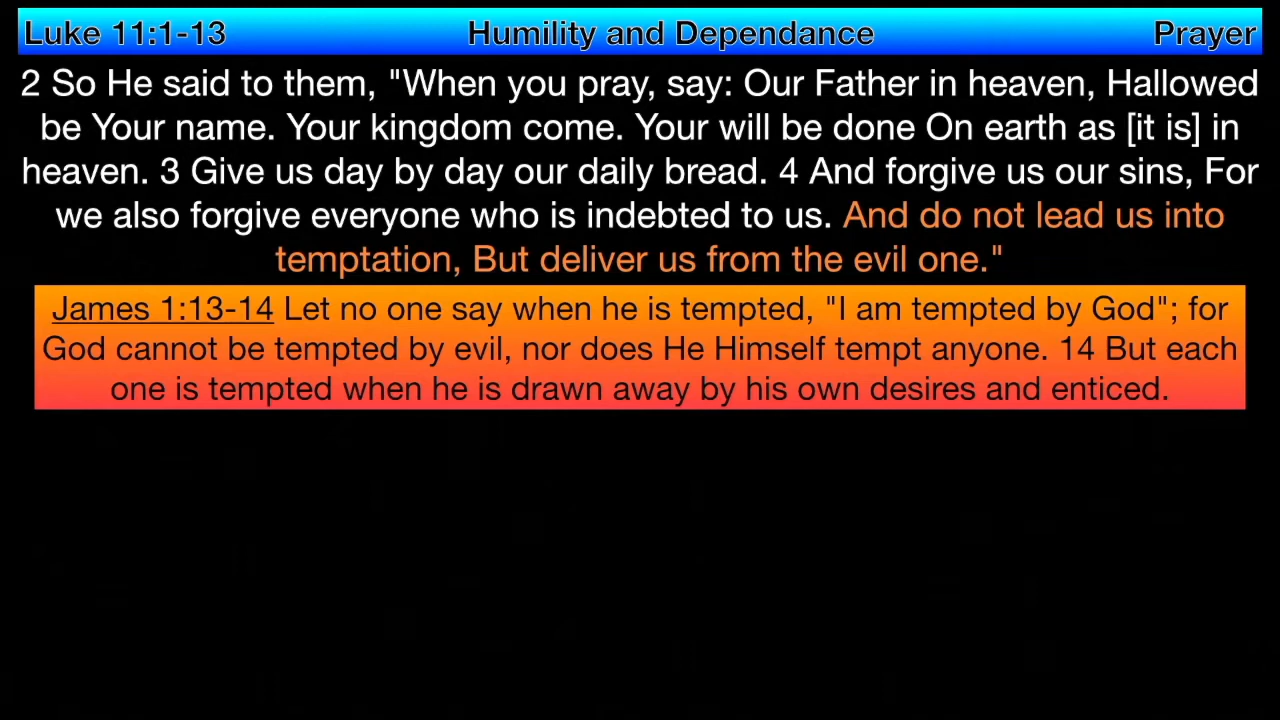 Luke 11:1-13 Humility and Dependance Prayer
2 So He said to them, "When you pray, say: Our Father in heaven, Hallowed
be Your name. Your kingdom come. Your will be done On earth as [it is] in
heaven. 3 Give us day by day our daily bread. 4 And forgive us our sins, For
we also forgive everyone who is indebted to us. And do not lead us into
temptation, But deliver us from the evil one."
James 1:13-14 Let no one say when he is tempted, "I am tempted by God"; for
God cannot be tempted by evil, nor does He Himself tempt anyone. 14 But each
one is tempted when he is drawn away by his own desires and enticed.